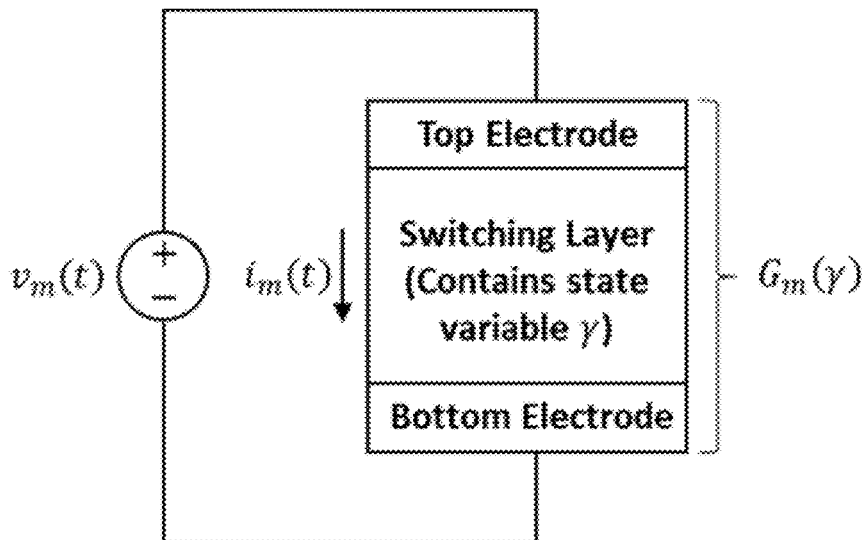 Top Electrode
Switching Layer
(Contains state
variable γ)
Bottom Electrode
+
−
v_m(t)
i_m(t)
G_m(γ)